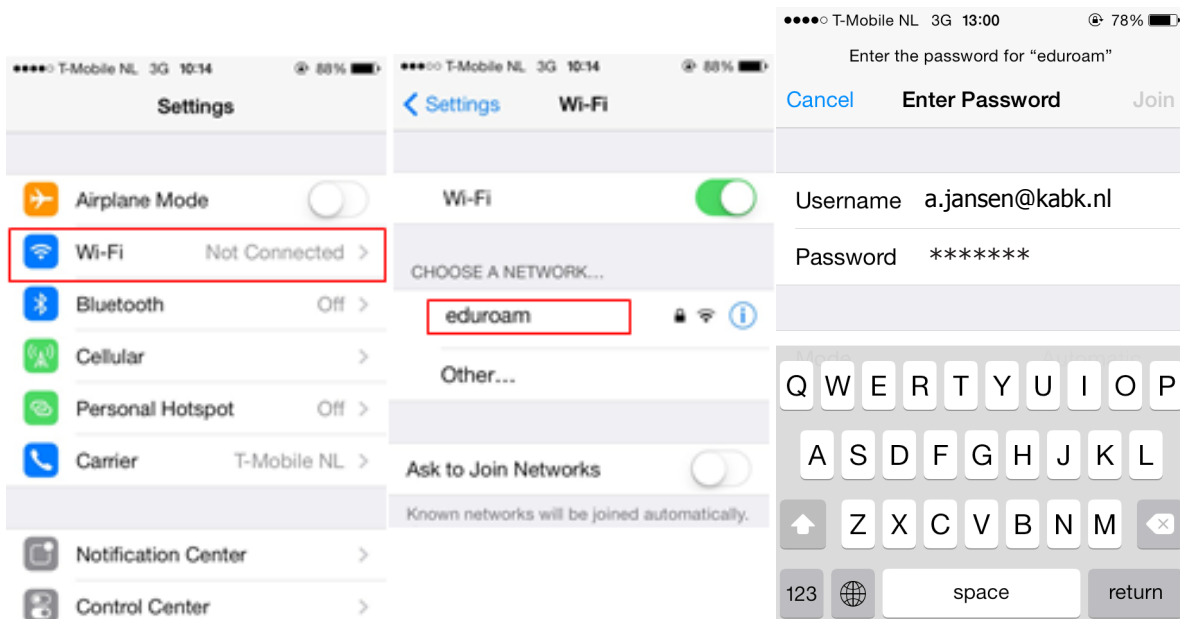 T-Mobile NL 3G 10:14 88%
Settings
Airplane Mode
Wi-Fi Not Connected
Bluetooth Off
Cellular
Personal Hotspot Off
Carrier T-Mobile NL
Notification Center
Control Center
T-Mobile NL 3G 10:14 88%
Settings Wi-Fi
Wi-Fi
CHOOSE A NETWORK...
eduroam
Other...
Ask to Join Networks
Known networks will be joined automatically.
T-Mobile NL 3G 13:00 78%
Enter the password for “eduroam”
Cancel Enter Password Join
Username a.jansen@kabk.nl
Password *******
Mode Automatic
Q W E R T Y U I O P
A S D F G H J K L
Z X C V B N M
123 space return